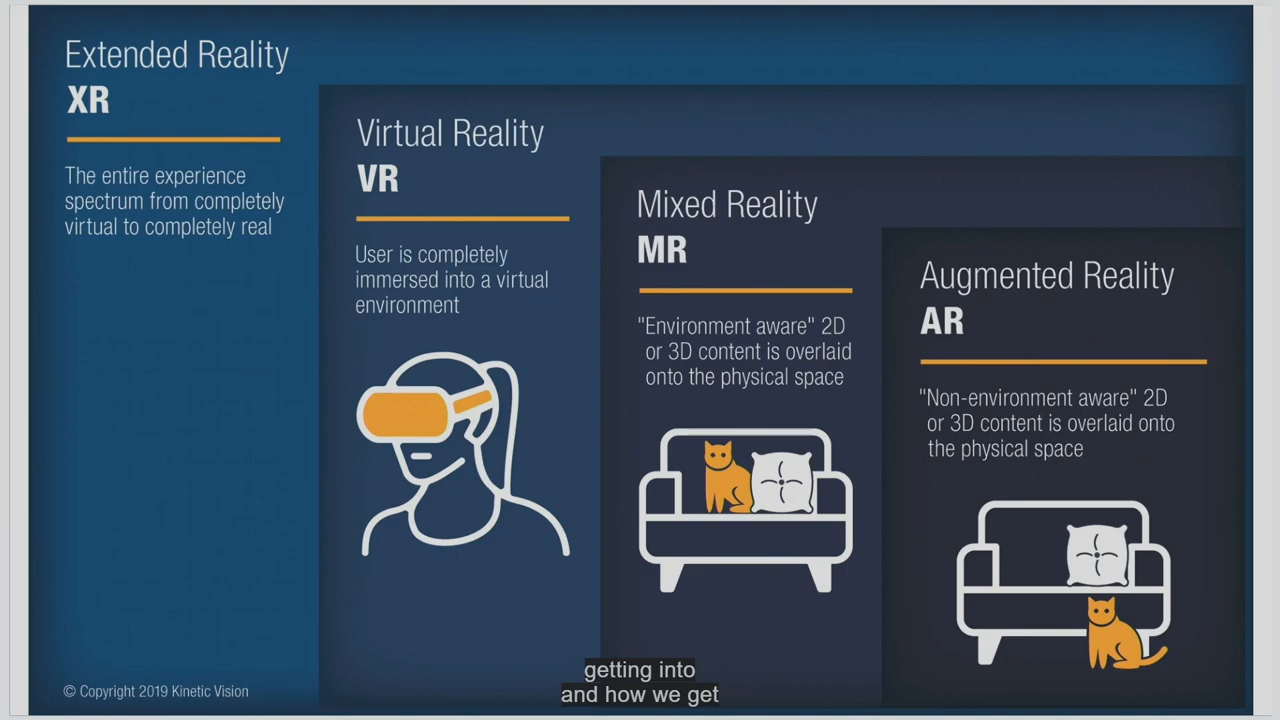 Extended Reality
XR
The entire experience
spectrum from completely
virtual to completely real
Virtual Reality
VR
User is completely
immersed into a virtual
environment
Mixed Reality
MR
"Environment aware" 2D
or 3D content is overlaid
onto the physical space
Augmented Reality
AR
"Non-environment aware" 2D
or 3D content is overlaid onto
the physical space
© Copyright 2019 Kinetic Vision
getting into
and how we get